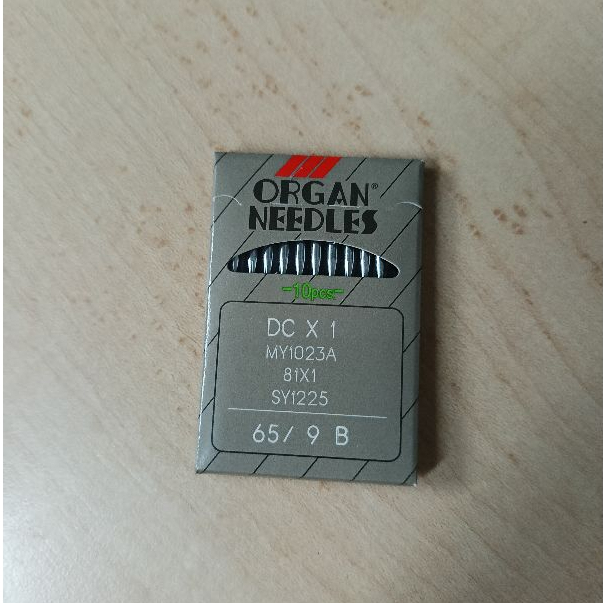 ORGAN®
NEEDLES
-10pcs-
DC X 1
MY1023A
81X1
SY1225
65/ 9 B